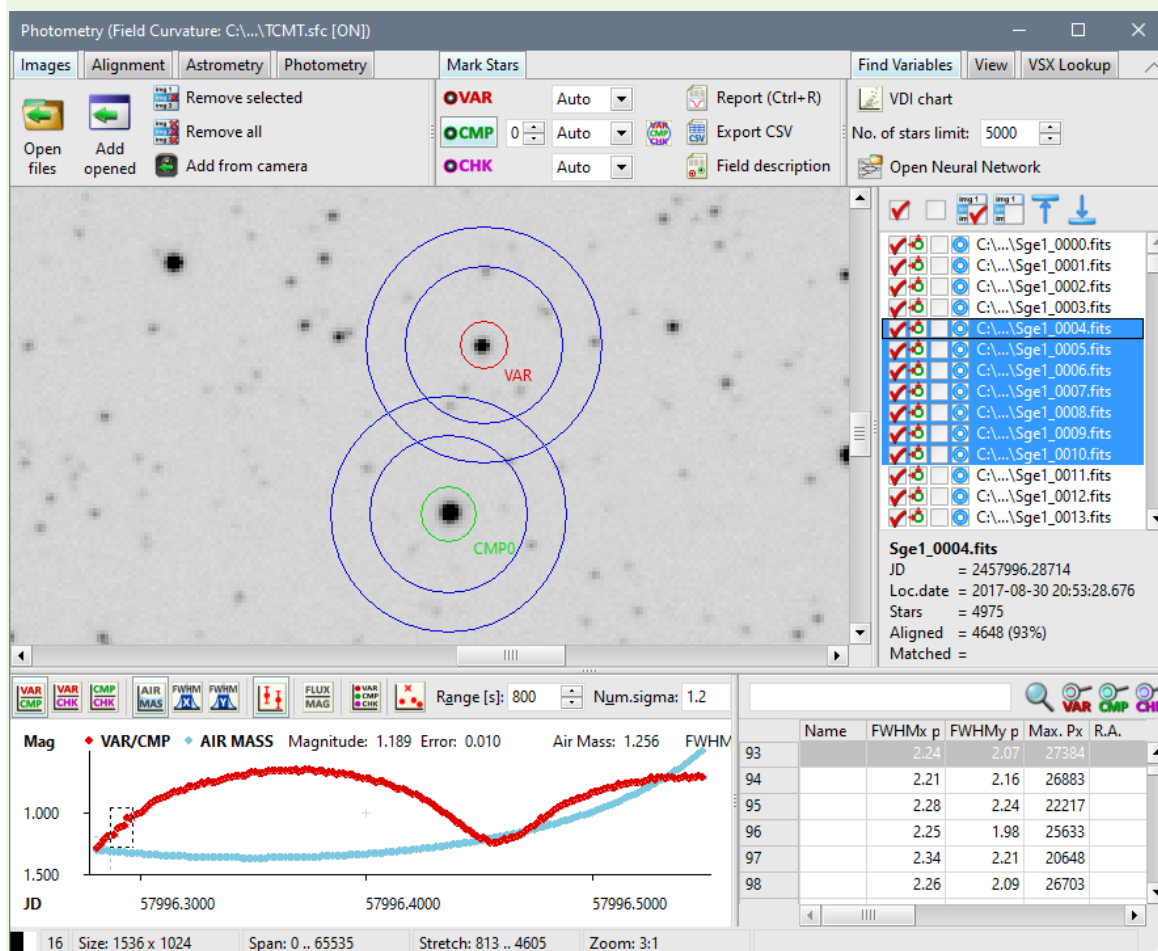 Photometry (Field Curvature: C:\...\TCMT.sfc [ON])
Images Alignment Astrometry Photometry Mark Stars Find Variables View VSX Lookup
Open files
Add opened
Remove selected
Remove all
Add from camera
VAR Auto
CMP 0 Auto
CHK Auto
Report (Ctrl+R)
Export CSV
Field description
VDI chart
No. of stars limit: 5000
Open Neural Network
VAR
CMP0
C:\...\Sge1_0000.fits
C:\...\Sge1_0001.fits
C:\...\Sge1_0002.fits
C:\...\Sge1_0003.fits
C:\...\Sge1_0004.fits
C:\...\Sge1_0005.fits
C:\...\Sge1_0006.fits
C:\...\Sge1_0007.fits
C:\...\Sge1_0008.fits
C:\...\Sge1_0009.fits
C:\...\Sge1_0010.fits
C:\...\Sge1_0011.fits
C:\...\Sge1_0012.fits
C:\...\Sge1_0013.fits
Sge1_0004.fits
JD = 2457996.28714
Loc.date = 2017-08-30 20:53:28.676
Stars = 4975
Aligned = 4648 (93%)
Matched =
VAR CMP VAR CHK CMP CHK AIR MAS FWHM X FWHM Y FLUX MAG VAR CMP CHK Range [s]: 800 Num.sigma: 1.2
VAR CMP CHK
Mag VAR/CMP AIR MASS Magnitude: 1.189 Error: 0.010 Air Mass: 1.256 FWHM
1.000
1.500
JD 57996.3000 57996.4000 57996.5000
Name FWHMx p FWHMy p Max. Px R.A.
93 2.24 2.07 27384
94 2.21 2.16 26883
95 2.28 2.24 22217
96 2.25 1.98 25633
97 2.34 2.21 20648
98 2.26 2.09 26703
16 Size: 1536 x 1024 Span: 0 .. 65535 Stretch: 813 .. 4605 Zoom: 3:1